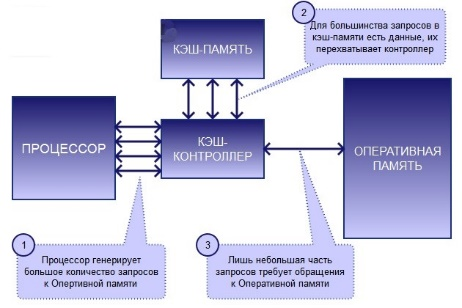 2
Для большинства запросов в
кэш-памяти есть данные, их
перехватывает контроллер
КЭШ-ПАМЯТЬ
ПРОЦЕССОР
КЭШ-
КОНТРОЛЛЕР
ОПЕРАТИВНАЯ
ПАМЯТЬ
1
Процессор генерирует
большое количество запросов
к Опертивной памяти
3
Лишь небольшая часть
запросов требует обращения
к Оперативной памяти